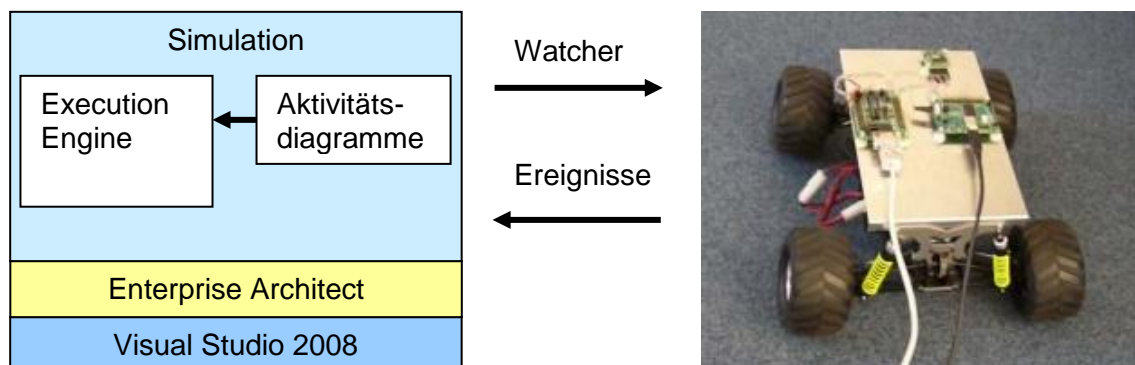 Simulation
Execution
Engine
Aktivitäts-
diagramme
Enterprise Architect
Visual Studio 2008
Watcher
Ereignisse